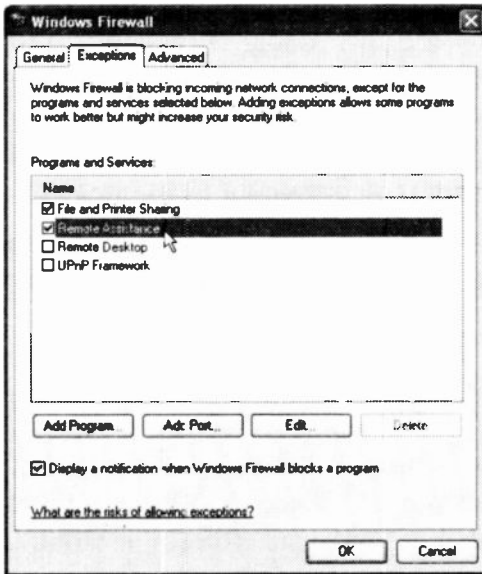 Windows Firewall
General Exceptions Advanced
Windows Firewall is blocking incoming network connections, except for the
programs and services selected below. Adding exceptions allows some programs
to work better but might increase your security risk.
Programs and Services:
Name
File and Printer Sharing
Remote Assistance
Remote Desktop
UPnP Framework
Add Program... Add Port... Edit... Delete
Display a notification when Windows Firewall blocks a program
What are the risks of allowing exceptions?
OK Cancel